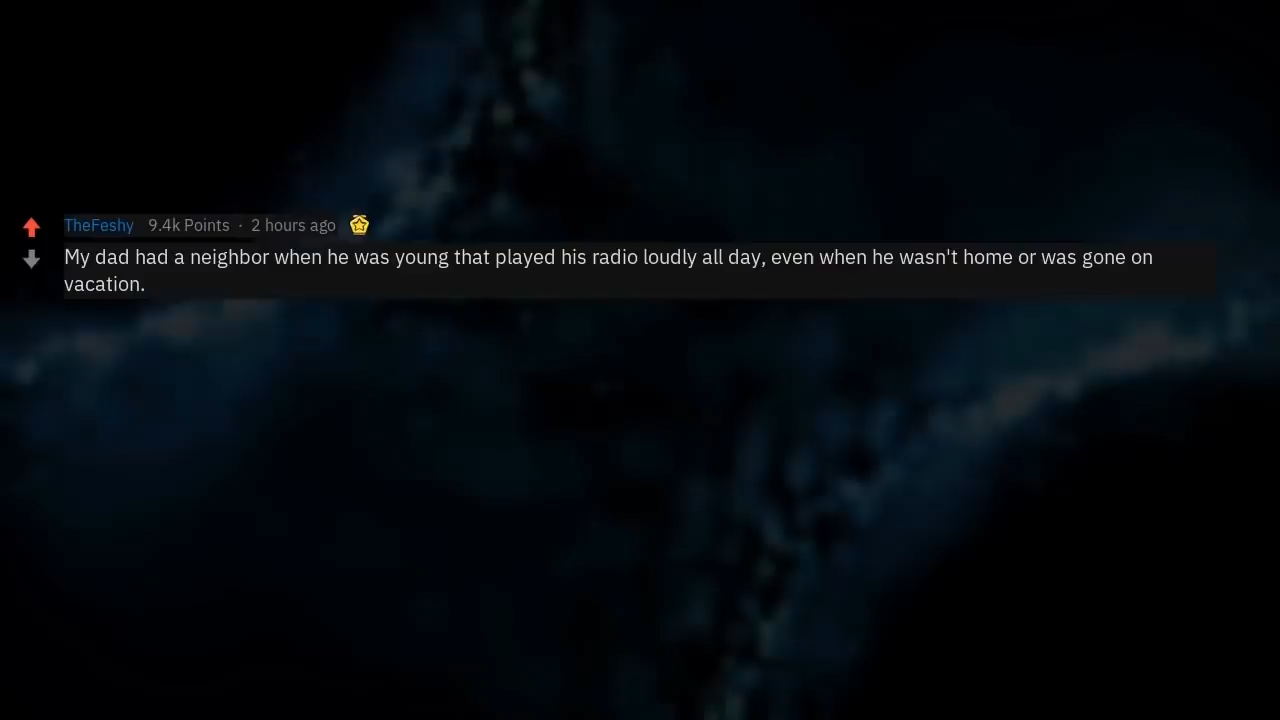 TheFeshy 9.4k Points · 2 hours ago
My dad had a neighbor when he was young that played his radio loudly all day, even when he wasn't home or was gone on
vacation.